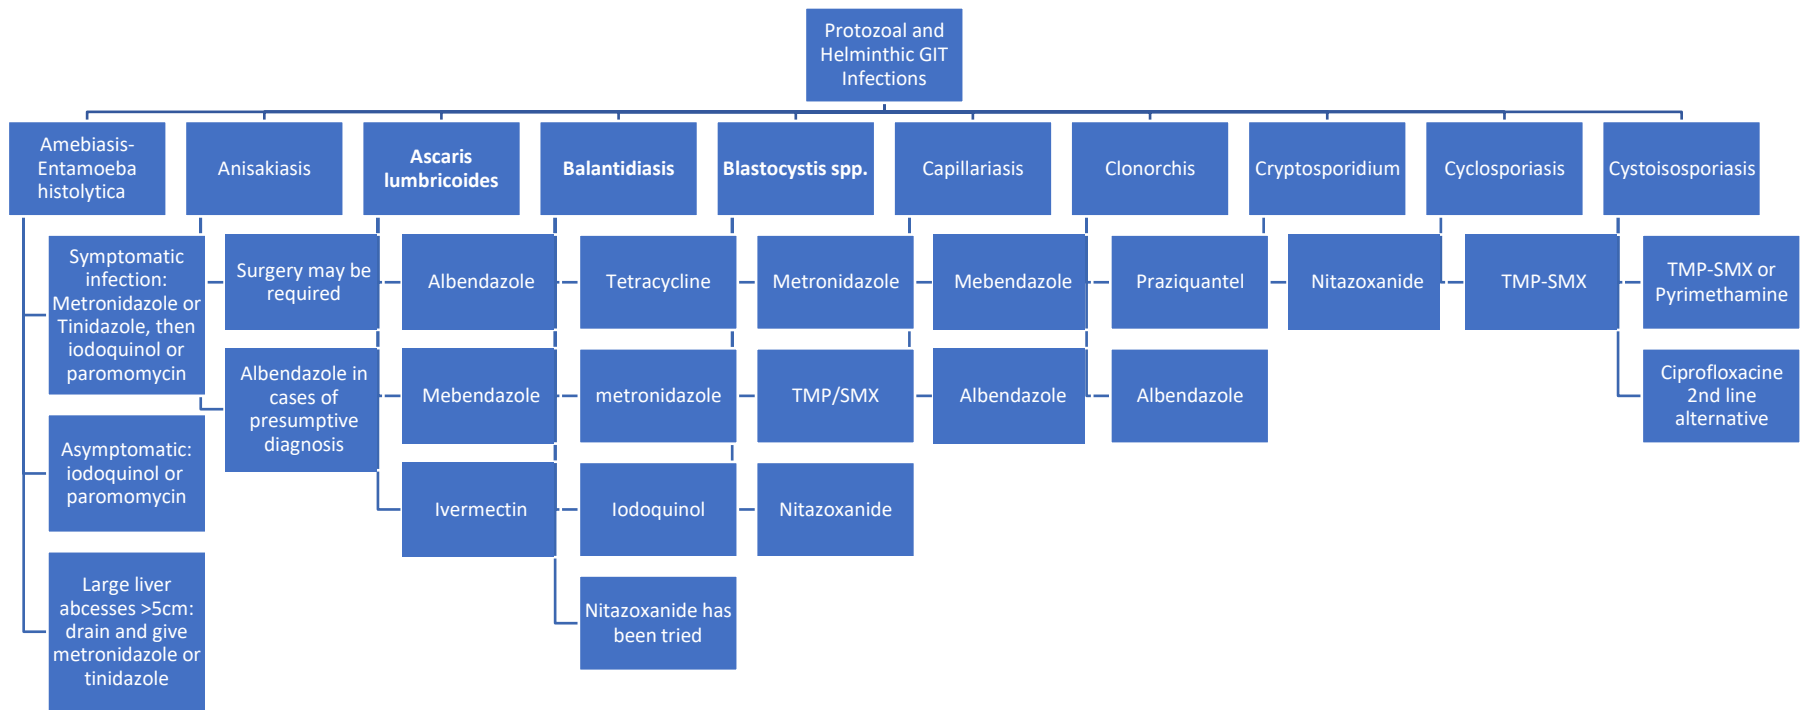 Protozoal and
Helminthic GIT
Infections
Amebiasis-
Entamoeba
histolytica
Symptomatic
infection:
Metronidazole or
Tinidazole, then
iodoquinol or
paromomycin
Asymptomatic:
iodoquinol or
paromomycin
Large liver
abcesses >5cm:
drain and give
metronidazole or
tinidazole
Anisakiasis
Surgery may be
required
Albendazole in
cases of
presumptive
diagnosis
Ascaris
lumbricoides
Albendazole
Mebendazole
Ivermectin
Balantidiasis
Tetracycline
metronidazole
Iodoquinol
Nitazoxanide has
been tried
Blastocystis spp.
Metronidazole
TMP/SMX
Nitazoxanide
Capillariasis
Mebendazole
Albendazole
Clonorchis
Praziquantel
Albendazole
Cryptosporidium
Nitazoxanide
Cyclosporiasis
TMP-SMX
Cystoisosporiasis
TMP-SMX or
Pyrimethamine
Ciprofloxacine
2nd line
alternative